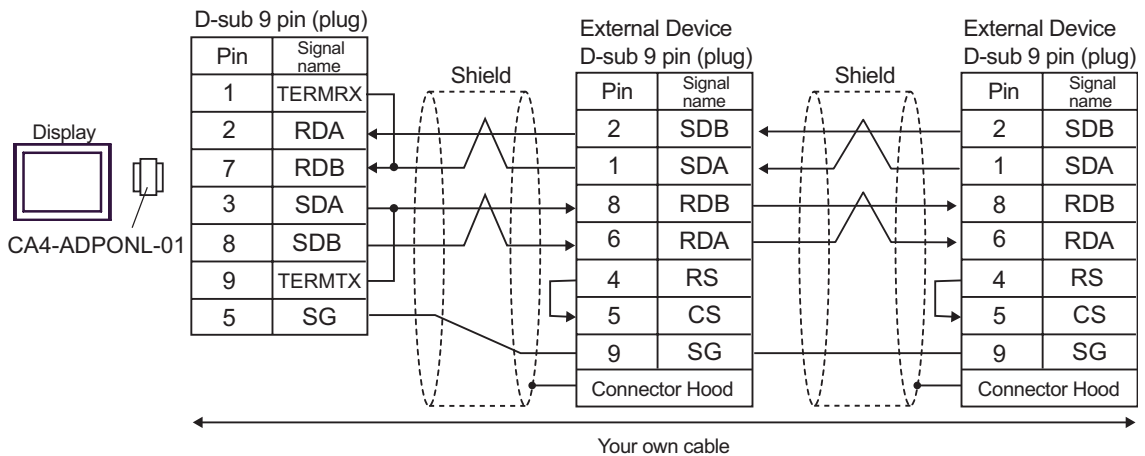 D-sub 9 pin (plug)
Pin Signal name
1 TERMRX
2 RDA
7 RDB
3 SDA
8 SDB
9 TERMTX
5 SG
Display
CA4-ADPONL-01
Shield
External Device
D-sub 9 pin (plug)
Pin Signal name
2 SDB
1 SDA
8 RDB
6 RDA
4 RS
5 CS
9 SG
Connector Hood
Shield
External Device
D-sub 9 pin (plug)
Pin Signal name
2 SDB
1 SDA
8 RDB
6 RDA
4 RS
5 CS
9 SG
Connector Hood
Your own cable